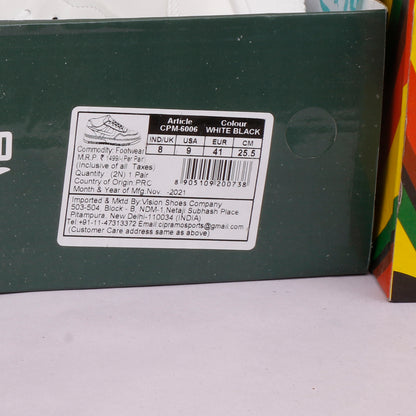 Article
CPM-6006
Colour
WHITE BLACK
IND/UK USA EUR CM
8 9 41 25.5
Commodity: Footwear
M.R.P. ₹ 1499/-(Per Pair
(Inclusive of all Taxes)
Quantity : (2N) 1 Pair
Country of Origin:PRC
Month & Year of Mfg.Nov. -2021
8 905109 200738
Imported & Mktd By:Vision Shoes Company
503-504, Block - B, NDM-1,Netaji Subhash Place
Pitampura, New Delhi-110034 (INDIA)
Tel :+91-11-47313372 Email:cipramosports@gmail.com
(Customer Care address same as above)